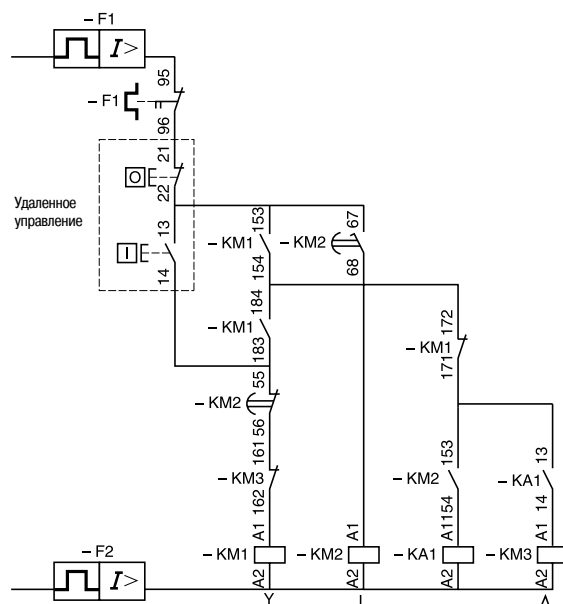 – F1
I>
95
– F1
96
21
O
22
Удаленное
управление
13
I
14
153
– KM1
154
67
– KM2
68
184
– KM1
183
172
– KM1
171
55
– KM2
56
161
– KM3
162
153
– KM2
154
13
– KA1
14
A1
– KM1
A2
A1
– KM2
A2
A1
– KA1
A2
A1
– KM3
A2
– F2
I>
Y
L
Δ